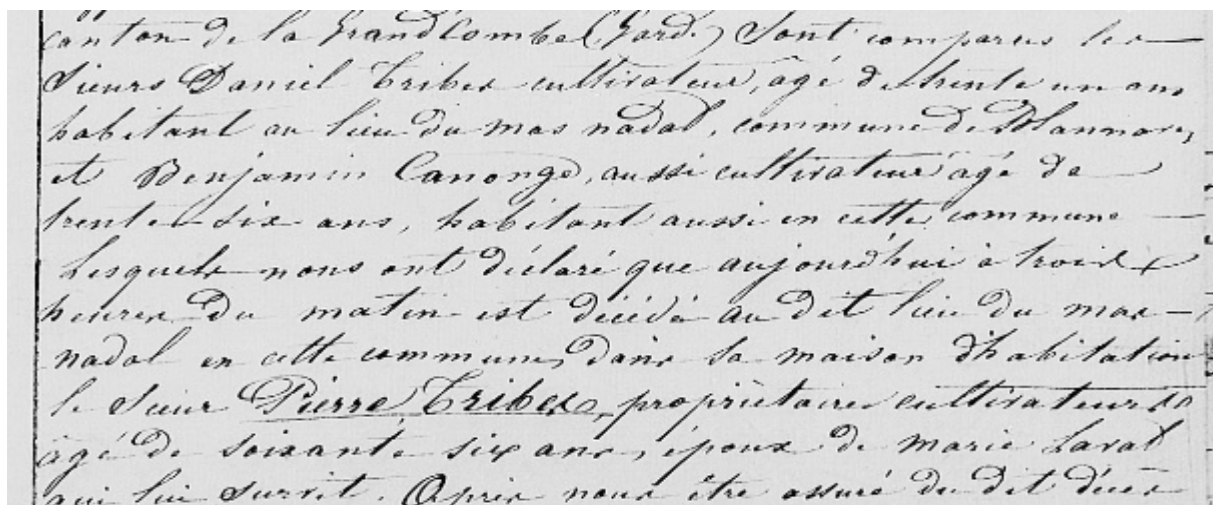 canton de la Grand'Combe (Gard.) Sont comparus les
Sieurs Daniel Tribes cultivateur, âgé de trente un ans
habitant au lieu du mas nadal, commune de
et Benjamin Canonge, aussi cultivateur âgé de
trente six ans, habitant aussi en cette commune
Lesquels nous ont déclaré que aujourd'hui à trois
heures du matin est décédé au dit lieu du mas
nadal en cette commune, dans sa maison d'habitation
le Sieur Pierre Tribes, propriétaire cultivateur
âgé de soixante six ans, époux de marie Laval
qui lui survit. Après nous être assuré du dit décès